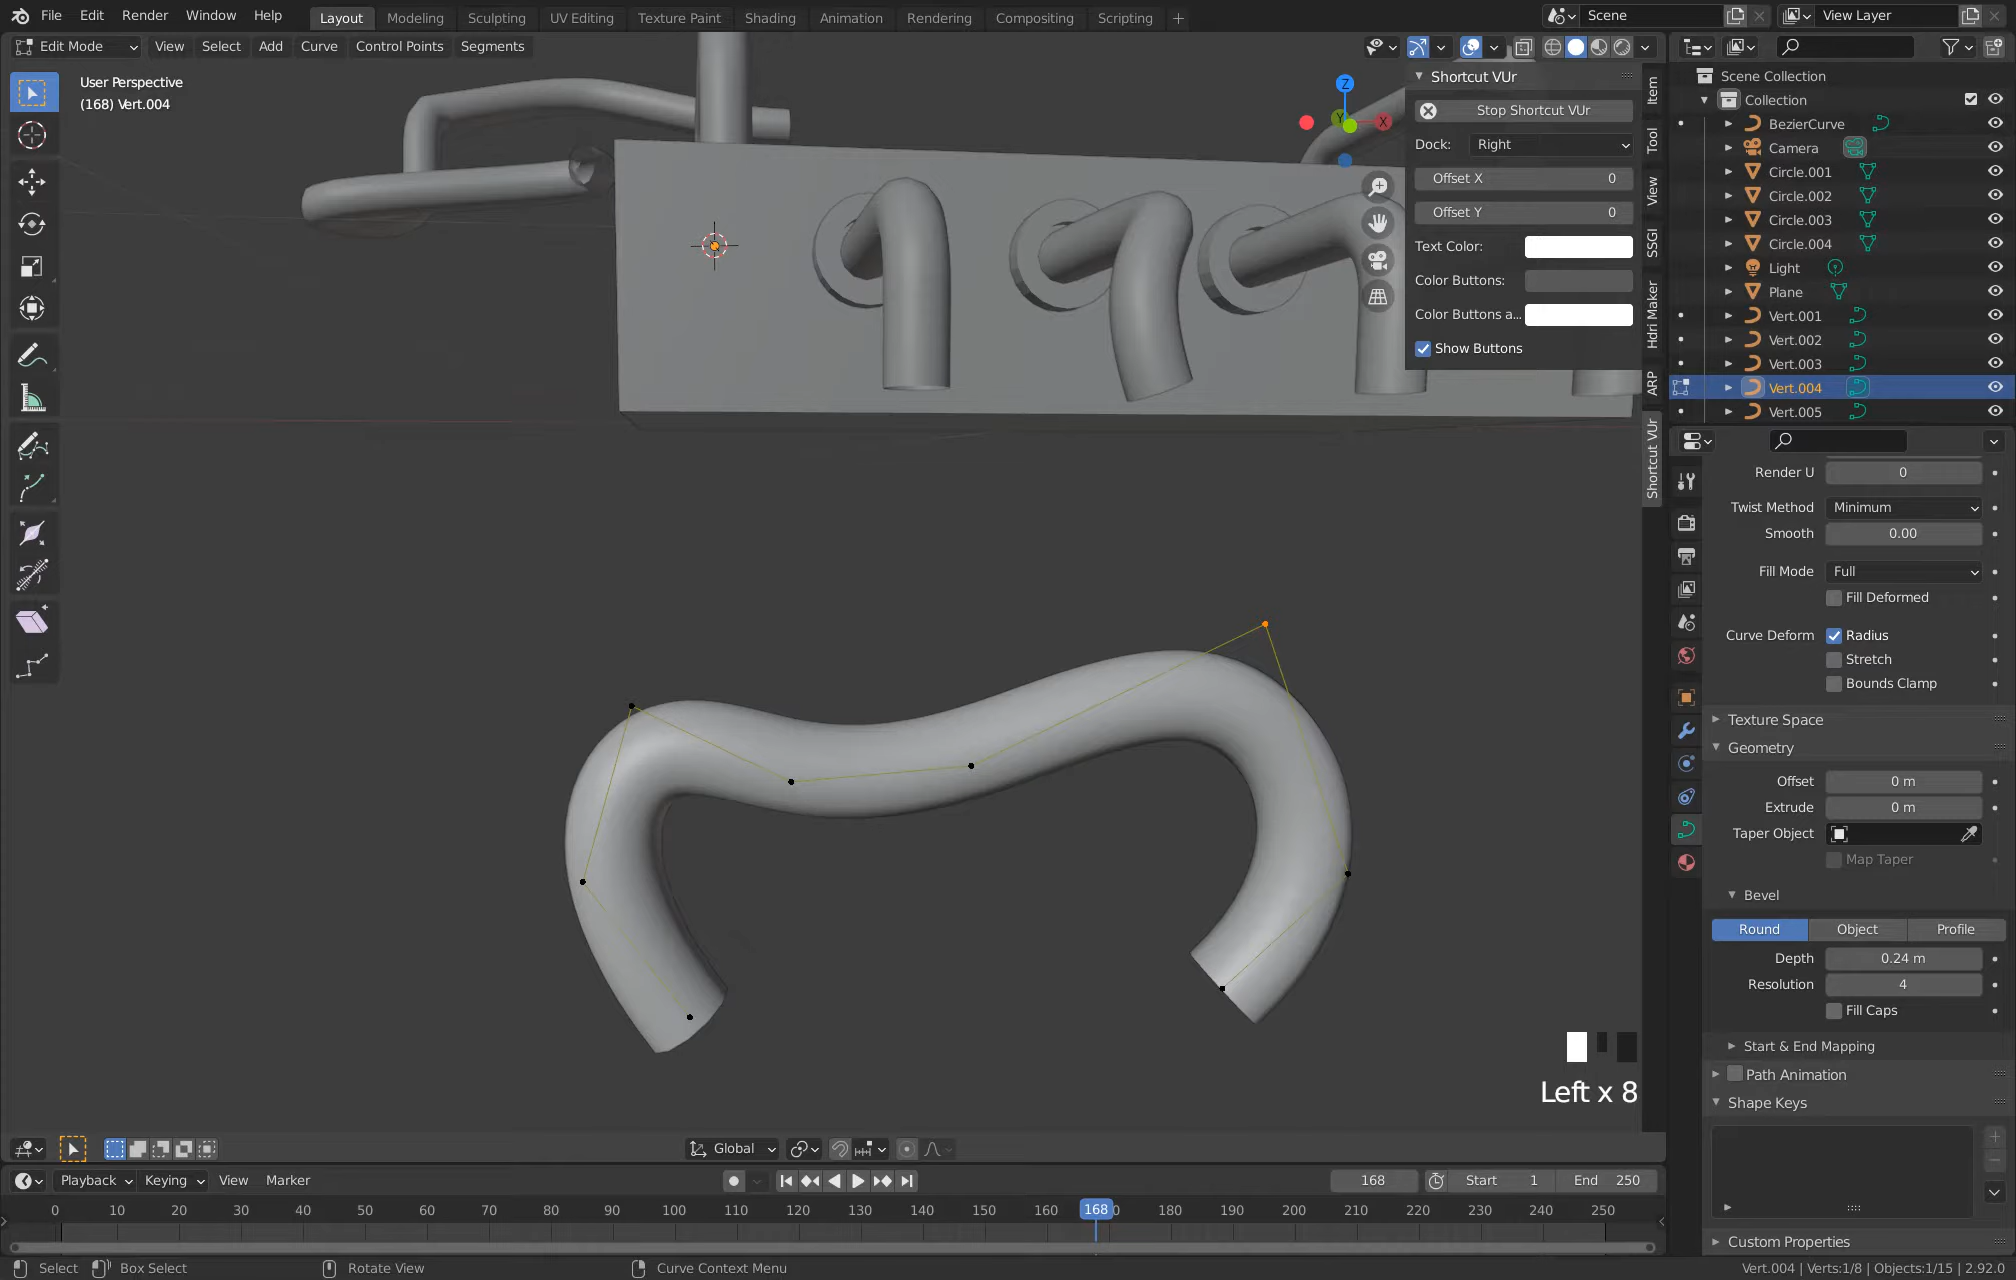 File Edit Render Window Help Layout Modeling Sculpting UV Editing Texture Paint Shading Animation Rendering Compositing Scripting + Scene View Layer
Edit Mode View Select Add Curve Control Points Segments
User Perspective
(168) Vert.004
Z
Y
X
Shortcut VUr
Stop Shortcut VUr
Dock: Right
Offset X 0
Offset Y 0
Text Color:
Color Buttons:
Color Buttons a...
Show Buttons
Item
Tool
View
SSGI
Hdri Maker
ARP
Shortcut VUr
Scene Collection
Collection
BezierCurve
Camera
Circle.001
Circle.002
Circle.003
Circle.004
Light
Plane
Vert.001
Vert.002
Vert.003
Vert.004
Vert.005
Render U 0
Twist Method Minimum
Smooth 0.00
Fill Mode Full
Fill Deformed
Curve Deform Radius
Stretch
Bounds Clamp
Texture Space
Geometry
Offset 0 m
Extrude 0 m
Taper Object
Map Taper
Bevel
Round Object Profile
Depth 0.24 m
Resolution 4
Fill Caps
Start & End Mapping
Path Animation
Shape Keys
Custom Properties
Left x 8
Global
Playback Keying View Marker 168 Start 1 End 250
0 10 20 30 40 50 60 70 80 90 100 110 120 130 140 150 160 168 0 180 190 200 210 220 230 240 250
Select Box Select Rotate View Curve Context Menu Vert.004 | Verts:1/8 | Objects:1/15 | 2.92.0